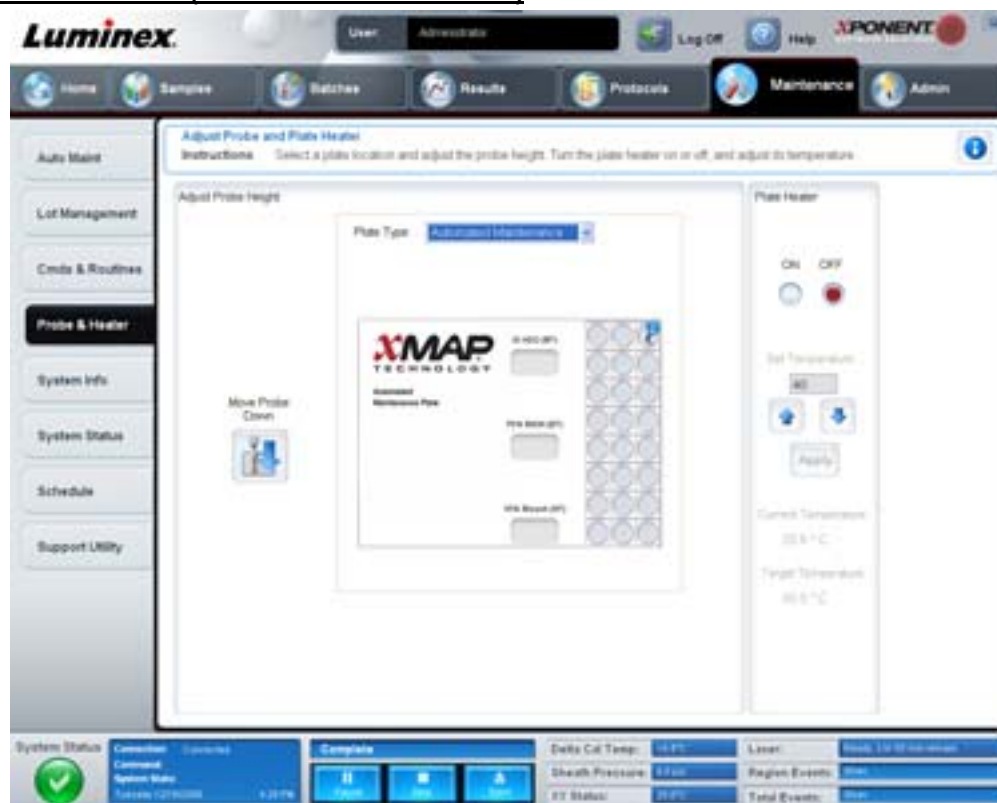 Luminex
User: Administrator
Log Off
Help
XPONENT
Home
Samples
Batches
Results
Protocols
Maintenance
Admin
Auto Maint
Lot Management
Cmds & Routines
Probe & Heater
System Info
System Status
Schedule
Support Utility
Adjust Probe and Plate Heater
Instructions Select a plate location and adjust the probe height. Turn the plate heater on or off, and adjust its temperature.
Adjust Probe Height
Plate Type Automated Maintenance
xMAP
TECHNOLOGY
Automated
Maintenance Plate
Move Probe
Down
Plate Heater
ON OFF
Set Temperature
40
Apply
Current Temperature
Target Temperature
System Status
Connection: Connected
Command:
System State:
Complete
Pause
Stop
Eject
Delta Cal Temp:
Sheath Pressure:
XY Status:
Laser:
Region Events:
Total Events: